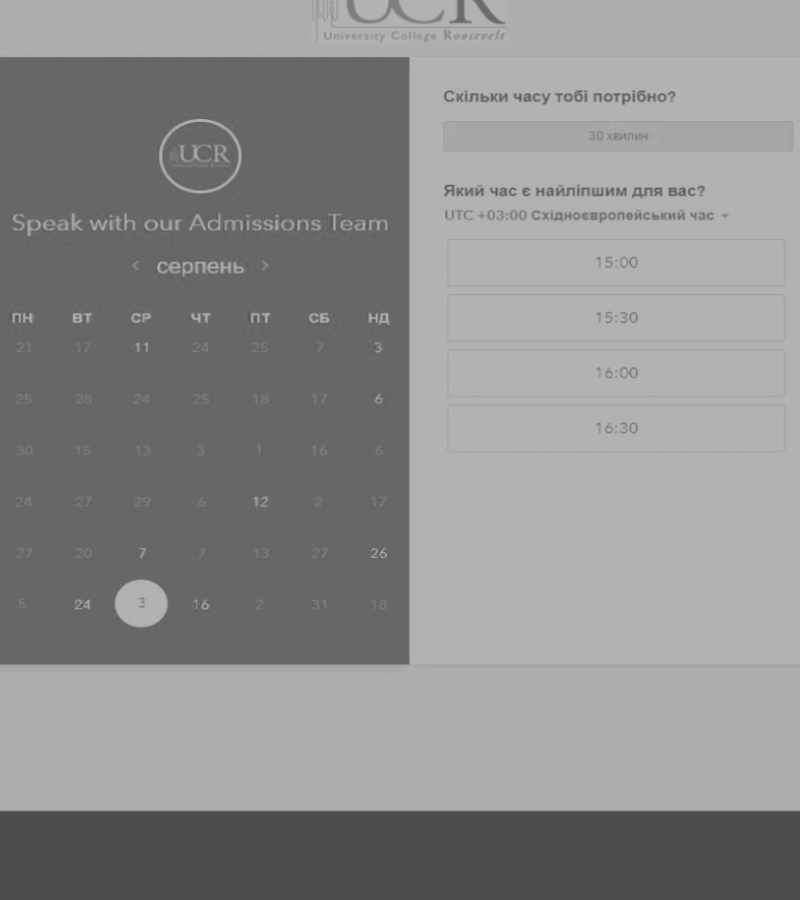 UCR
University College Roosevelt
UCR
Speak with our Admissions Team
‹ серпень ›
ПН ВТ СР ЧТ ПТ СБ НД
21 17 11 24 25 7 3
25 28 24 25 18 17 6
30 15 13 3 1 16 6
24 27 29 6 12 2 17
27 20 7 7 13 27 26
5 24 3 16 2 31 18
Скільки часу тобі потрібно?
30 хвилин
Який час є найліпшим для вас?
UTC +03:00 Східноєвропейський час
15:00
15:30
16:00
16:30